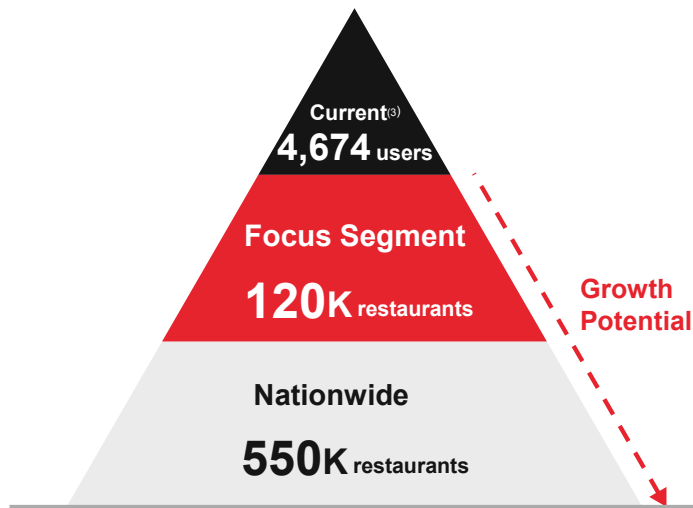 Current(3)
4,674 users
Focus Segment
120K restaurants
Growth
Potential
Nationwide
550K restaurants